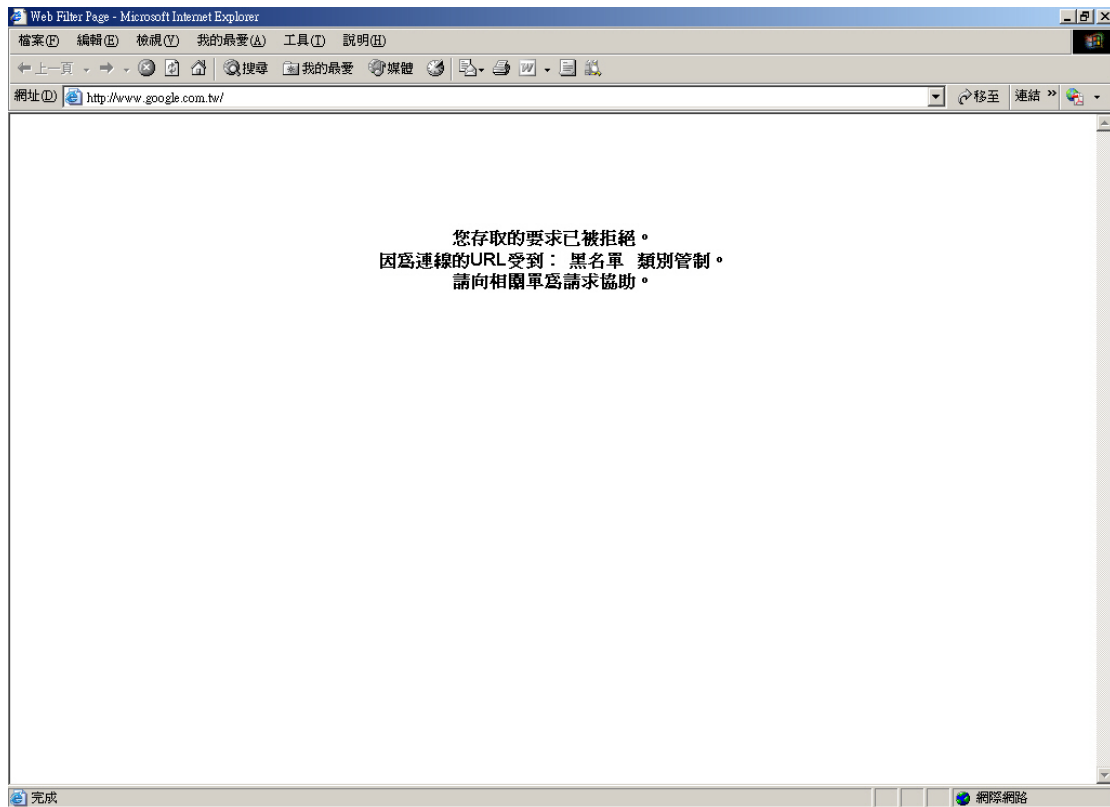 Web Filter Page - Microsoft Internet Explorer
檔案(F) 編輯(E) 檢視(V) 我的最愛(A) 工具(T) 說明(H)
上一頁 搜尋 我的最愛 媒體
網址(D) http://www.google.com.tw/ 移至 連結 »
您存取的要求已被拒絕。
因為連線的URL受到： 黑名單 類別管制。
請向相關單為請求協助。
完成 網際網路